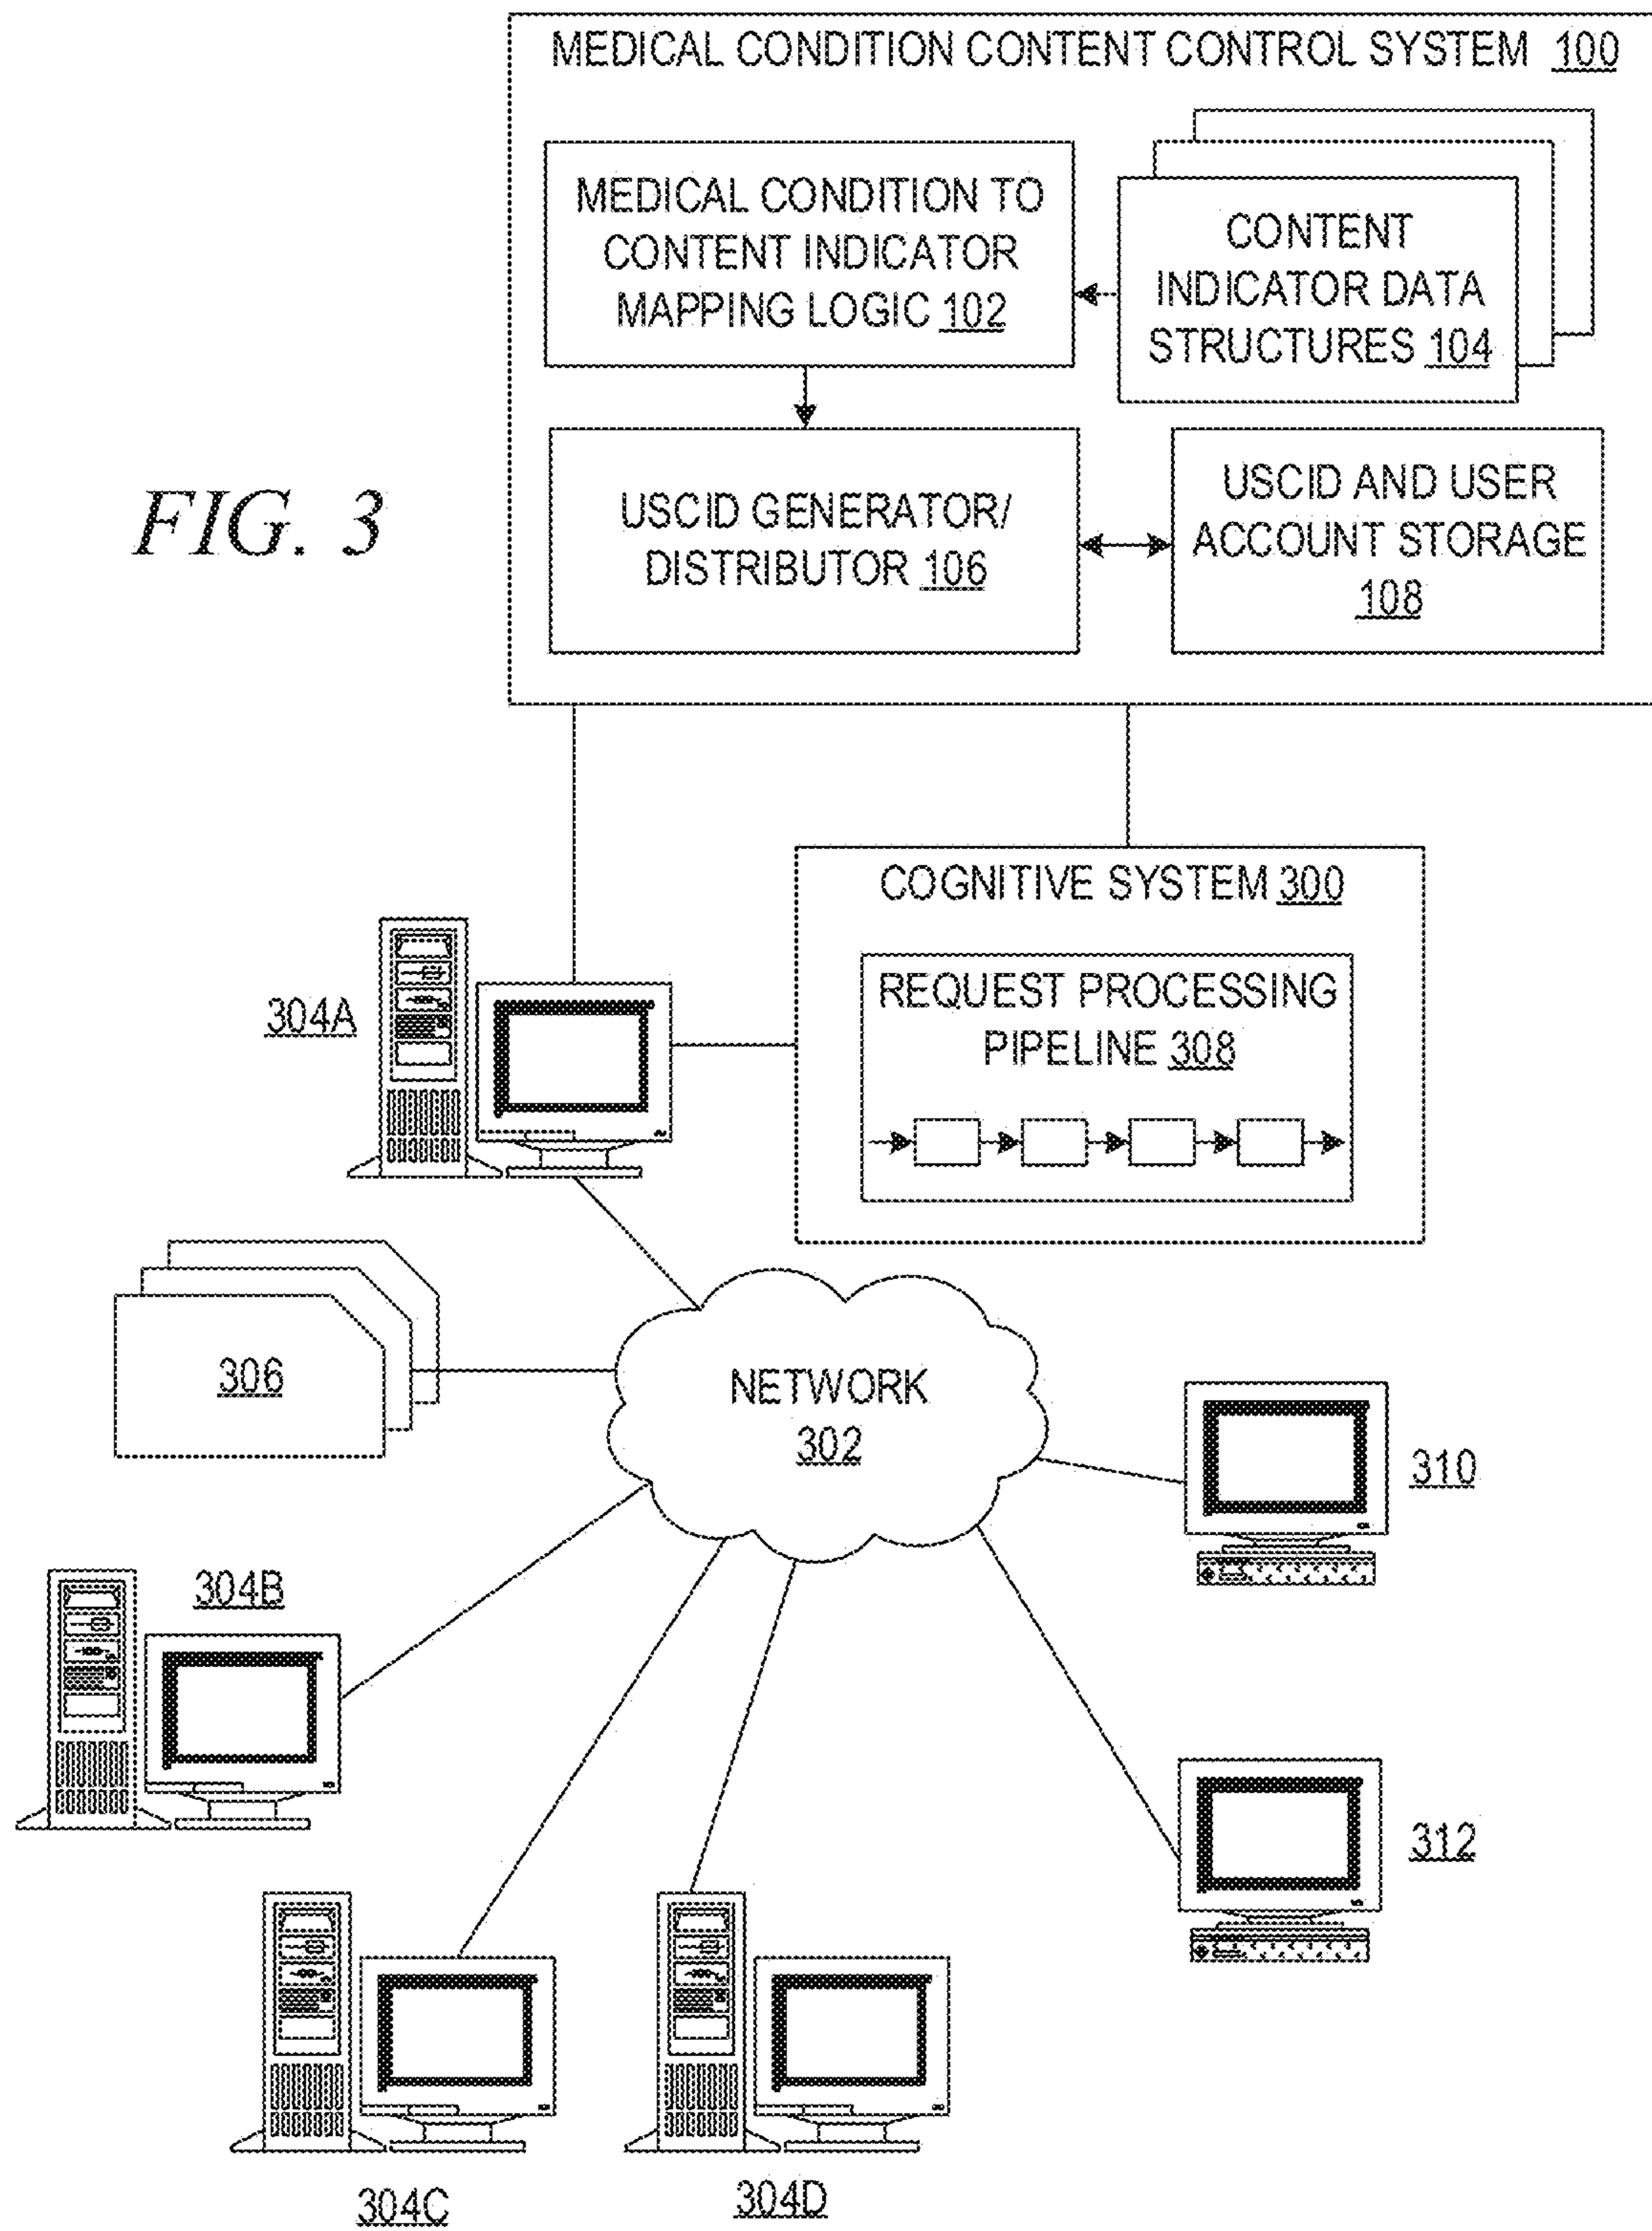 MEDICAL CONDITION CONTENT CONTROL SYSTEM 100
MEDICAL CONDITION TO
CONTENT INDICATOR
MAPPING LOGIC 102
CONTENT
INDICATOR DATA
STRUCTURES 104
FIG. 3
USCID GENERATOR/
DISTRIBUTOR 106
USCID AND USER
ACCOUNT STORAGE
108
COGNITIVE SYSTEM 300
304A
REQUEST PROCESSING
PIPELINE 308
306
NETWORK
302
310
304B
312
304C
304D